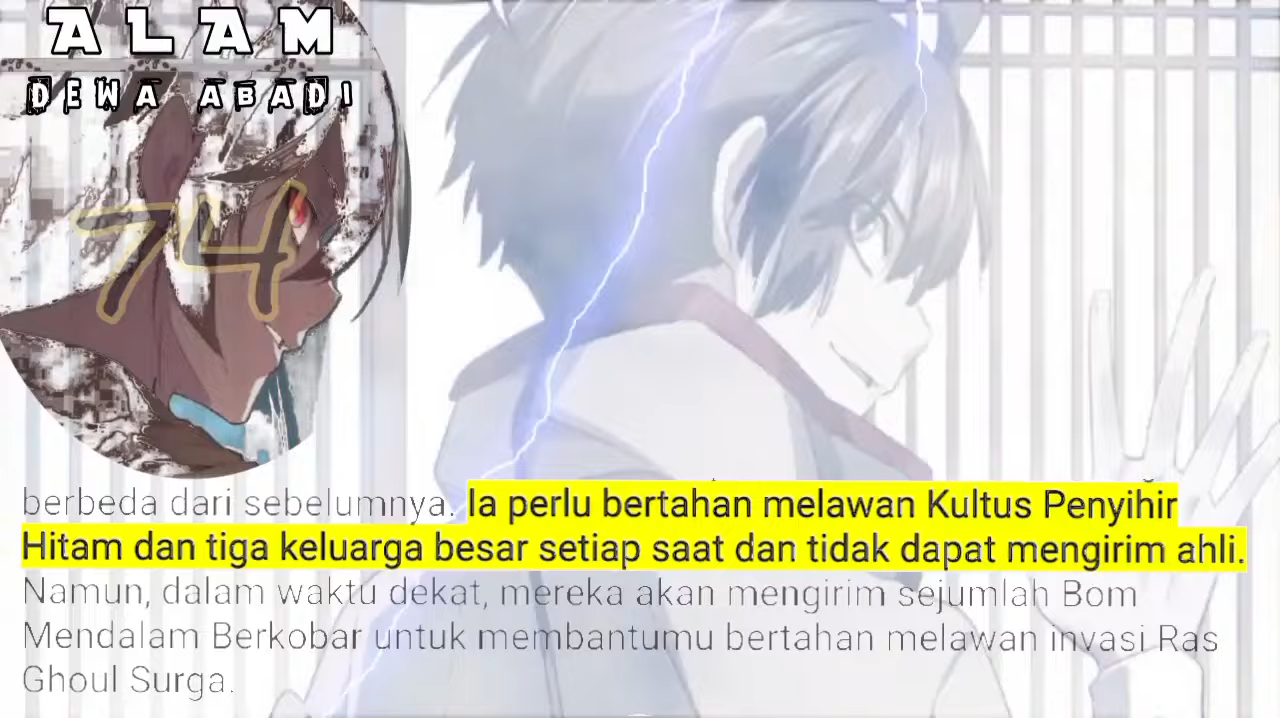 ALAM
DEWA ABADI
74
berbeda dari sebelumnya. Ia perlu bertahan melawan Kultus Penyihir
Hitam dan tiga keluarga besar setiap saat dan tidak dapat mengirim ahli.
Namun, dalam waktu dekat, mereka akan mengirim sejumlah Bom
Mendalam Berkobar untuk membantumu bertahan melawan invasi Ras
Ghoul Surga.